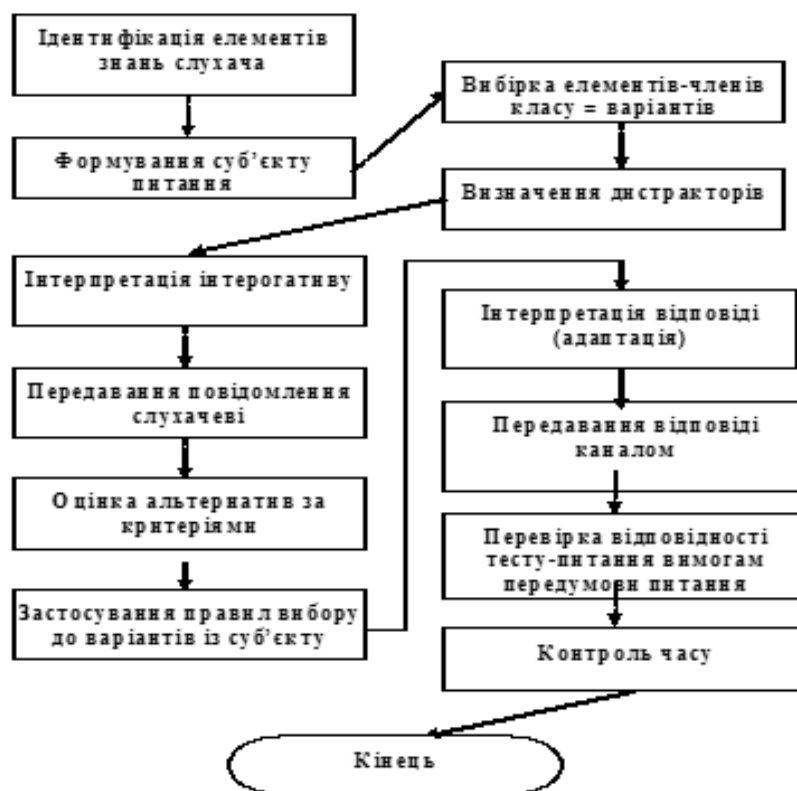 Ідентифікація елементів
знань слухача
Формування суб’єкту
питання
Вибірка елементів-членів
класу = варіантів
Визначення дистракторів
Інтерпретація інтерогативу
Передавання повідомлення
слухачеві
Оцінка альтернатив за
критеріями
Застосування правил вибору
до варіантів із суб’єкту
Інтерпретація відповіді
(адаптація)
Передавання відповіді
каналом
Перевірка відповідності
тесту-питання вимогам
передумови питання
Контроль часу
Кінець